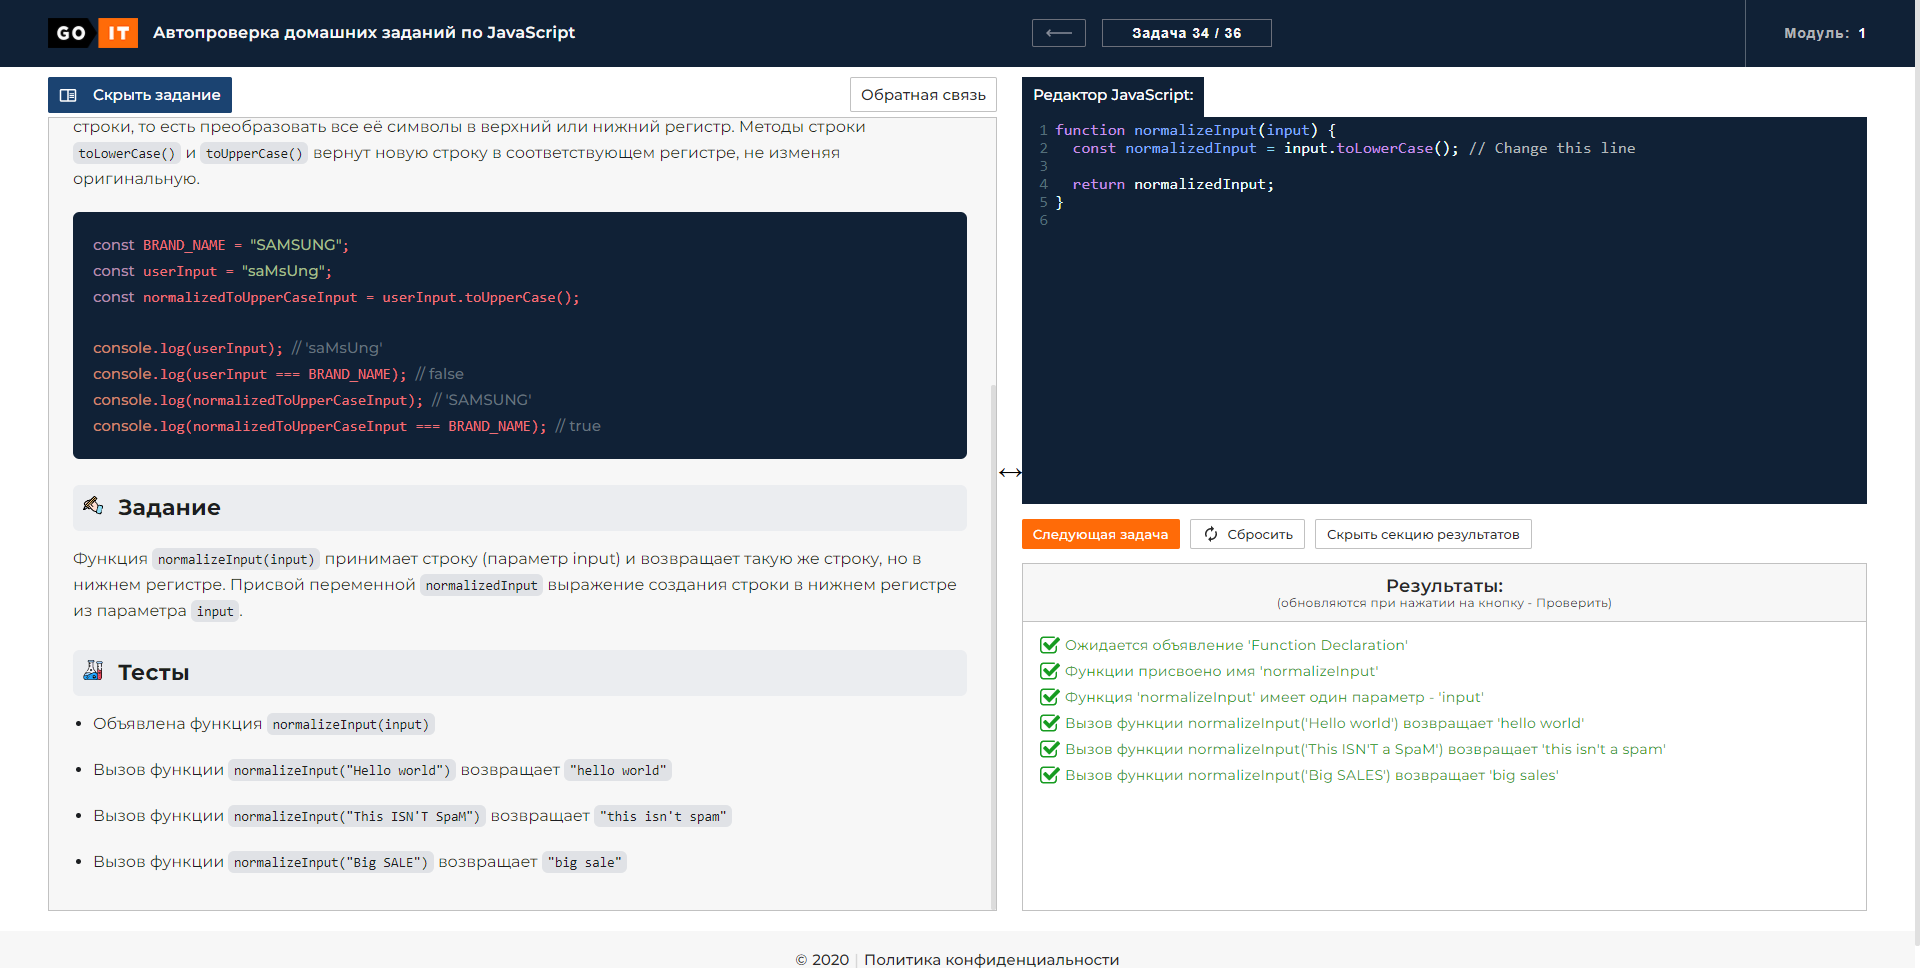 GO IT
Автопроверка домашних заданий по JavaScript
Задача 34 / 36
Модуль: 1
Скрыть задание
Обратная связь
строки, то есть преобразовать все её символы в верхний или нижний регистр. Методы строки
toLowerCase() и toUpperCase() вернут новую строку в соответствующем регистре, не изменяя
оригинальную.
const BRAND_NAME = "SAMSUNG";
const userInput = "saMsUng";
const normalizedToUpperCaseInput = userInput.toUpperCase();
console.log(userInput); // 'saMsUng'
console.log(userInput === BRAND_NAME); // false
console.log(normalizedToUpperCaseInput); // 'SAMSUNG'
console.log(normalizedToUpperCaseInput === BRAND_NAME); // true
Задание
Функция normalizeInput(input) принимает строку (параметр input) и возвращает такую же строку, но в
нижнем регистре. Присвой переменной normalizedInput выражение создания строки в нижнем регистре
из параметра input.
Тесты
• Объявлена функция normalizeInput(input)
• Вызов функции normalizeInput("Hello world") возвращает "hello world"
• Вызов функции normalizeInput("This ISN'T SpaM") возвращает "this isn't spam"
• Вызов функции normalizeInput("Big SALE") возвращает "big sale"
Редактор JavaScript:
1 function normalizeInput(input) {
2   const normalizedInput = input.toLowerCase(); // Change this line
3
4   return normalizedInput;
5 }
6
Следующая задача
Сбросить
Скрыть секцию результатов
Результаты:
(обновляются при нажатии на кнопку - Проверить)
Ожидается объявление 'Function Declaration'
Функции присвоено имя 'normalizeInput'
Функция 'normalizeInput' имеет один параметр - 'input'
Вызов функции normalizeInput('Hello world') возвращает 'hello world'
Вызов функции normalizeInput('This ISN'T a SpaM') возвращает 'this isn't a spam'
Вызов функции normalizeInput('Big SALES') возвращает 'big sales'
© 2020 | Политика конфиденциальности